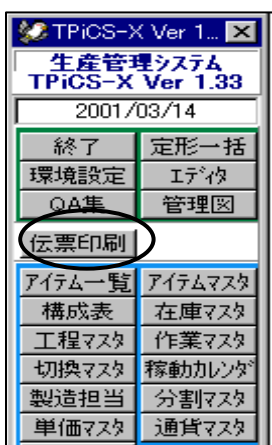 TPiCS-X Ver 1...
生産管理システム
TPiCS-X Ver 1.33
2001/03/14
終了 定形一括
環境設定 エディタ
QA集 管理図
伝票印刷
アイテム一覧 アイテムマスタ
構成表 在庫マスタ
工程マスタ 作業マスタ
切換マスタ 稼動カレンダ
製造担当 分割マスタ
単価マスタ 通貨マスタ